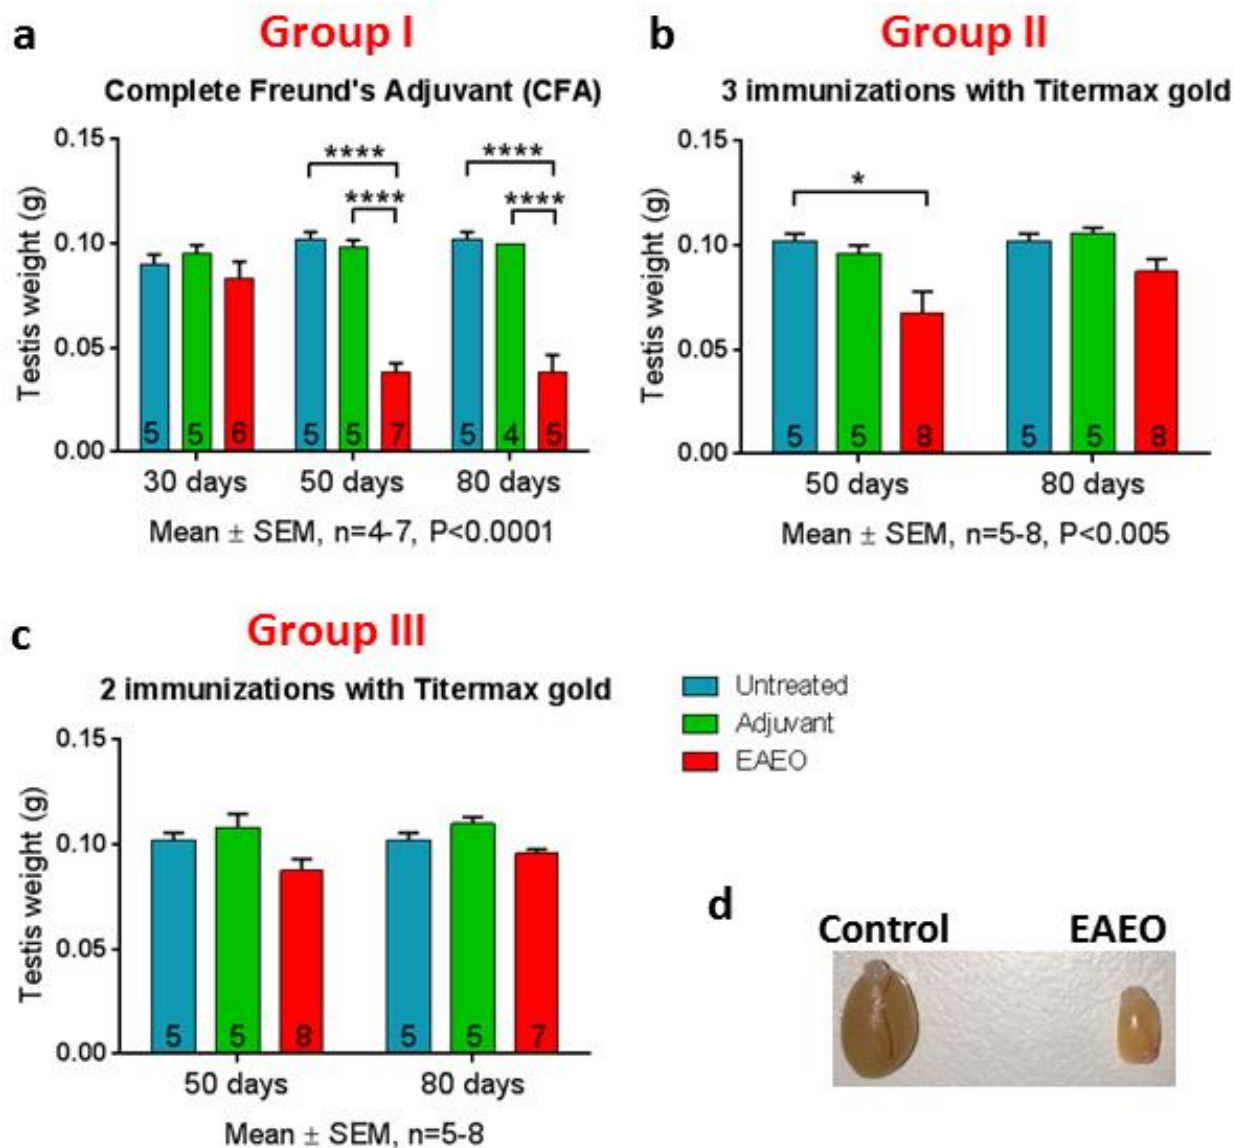 a
Group I
Complete Freund's Adjuvant (CFA)
Testis weight (g)
0.15
0.10
0.05
0.00
**** ****
**** ****
5 5 6 5 5 7 5 4 5
30 days 50 days 80 days
Mean ± SEM, n=4-7, P<0.0001
b
Group II
3 immunizations with Titermax gold
Testis weight (g)
0.15
0.10
0.05
0.00
*
5 5 8 5 5 8
50 days 80 days
Mean ± SEM, n=5-8, P<0.005
c
Group III
2 immunizations with Titermax gold
Testis weight (g)
0.15
0.10
0.05
0.00
5 5 8 5 5 7
50 days 80 days
Mean ± SEM, n=5-8
Untreated
Adjuvant
EAEO
d
Control EAEO